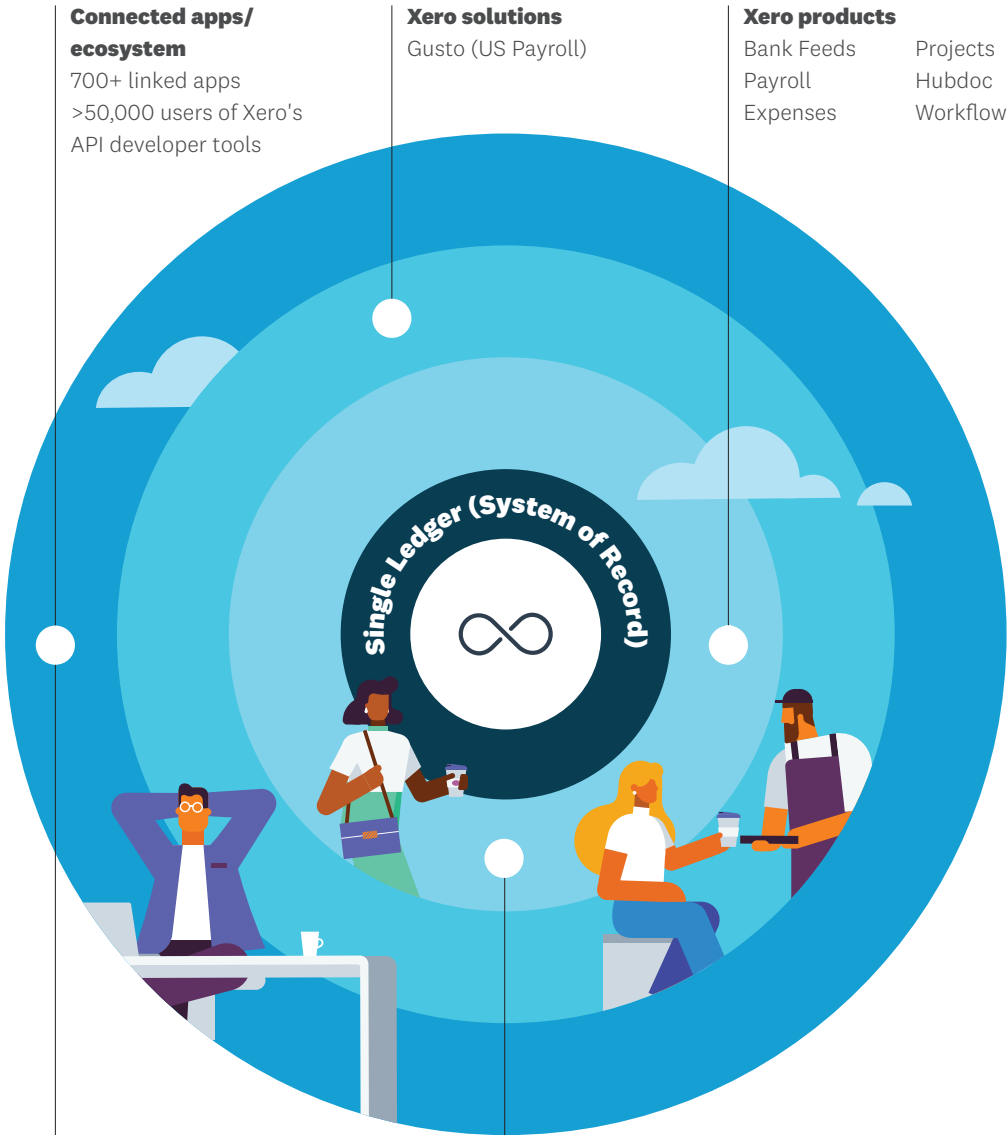 Connected apps/
ecosystem
700+ linked apps
>50,000 users of Xero's
API developer tools
Xero solutions
Gusto (US Payroll)
Xero products
Bank Feeds
Payroll
Expenses
Projects
Hubdoc
Workflow
Single Ledger (System of Record)